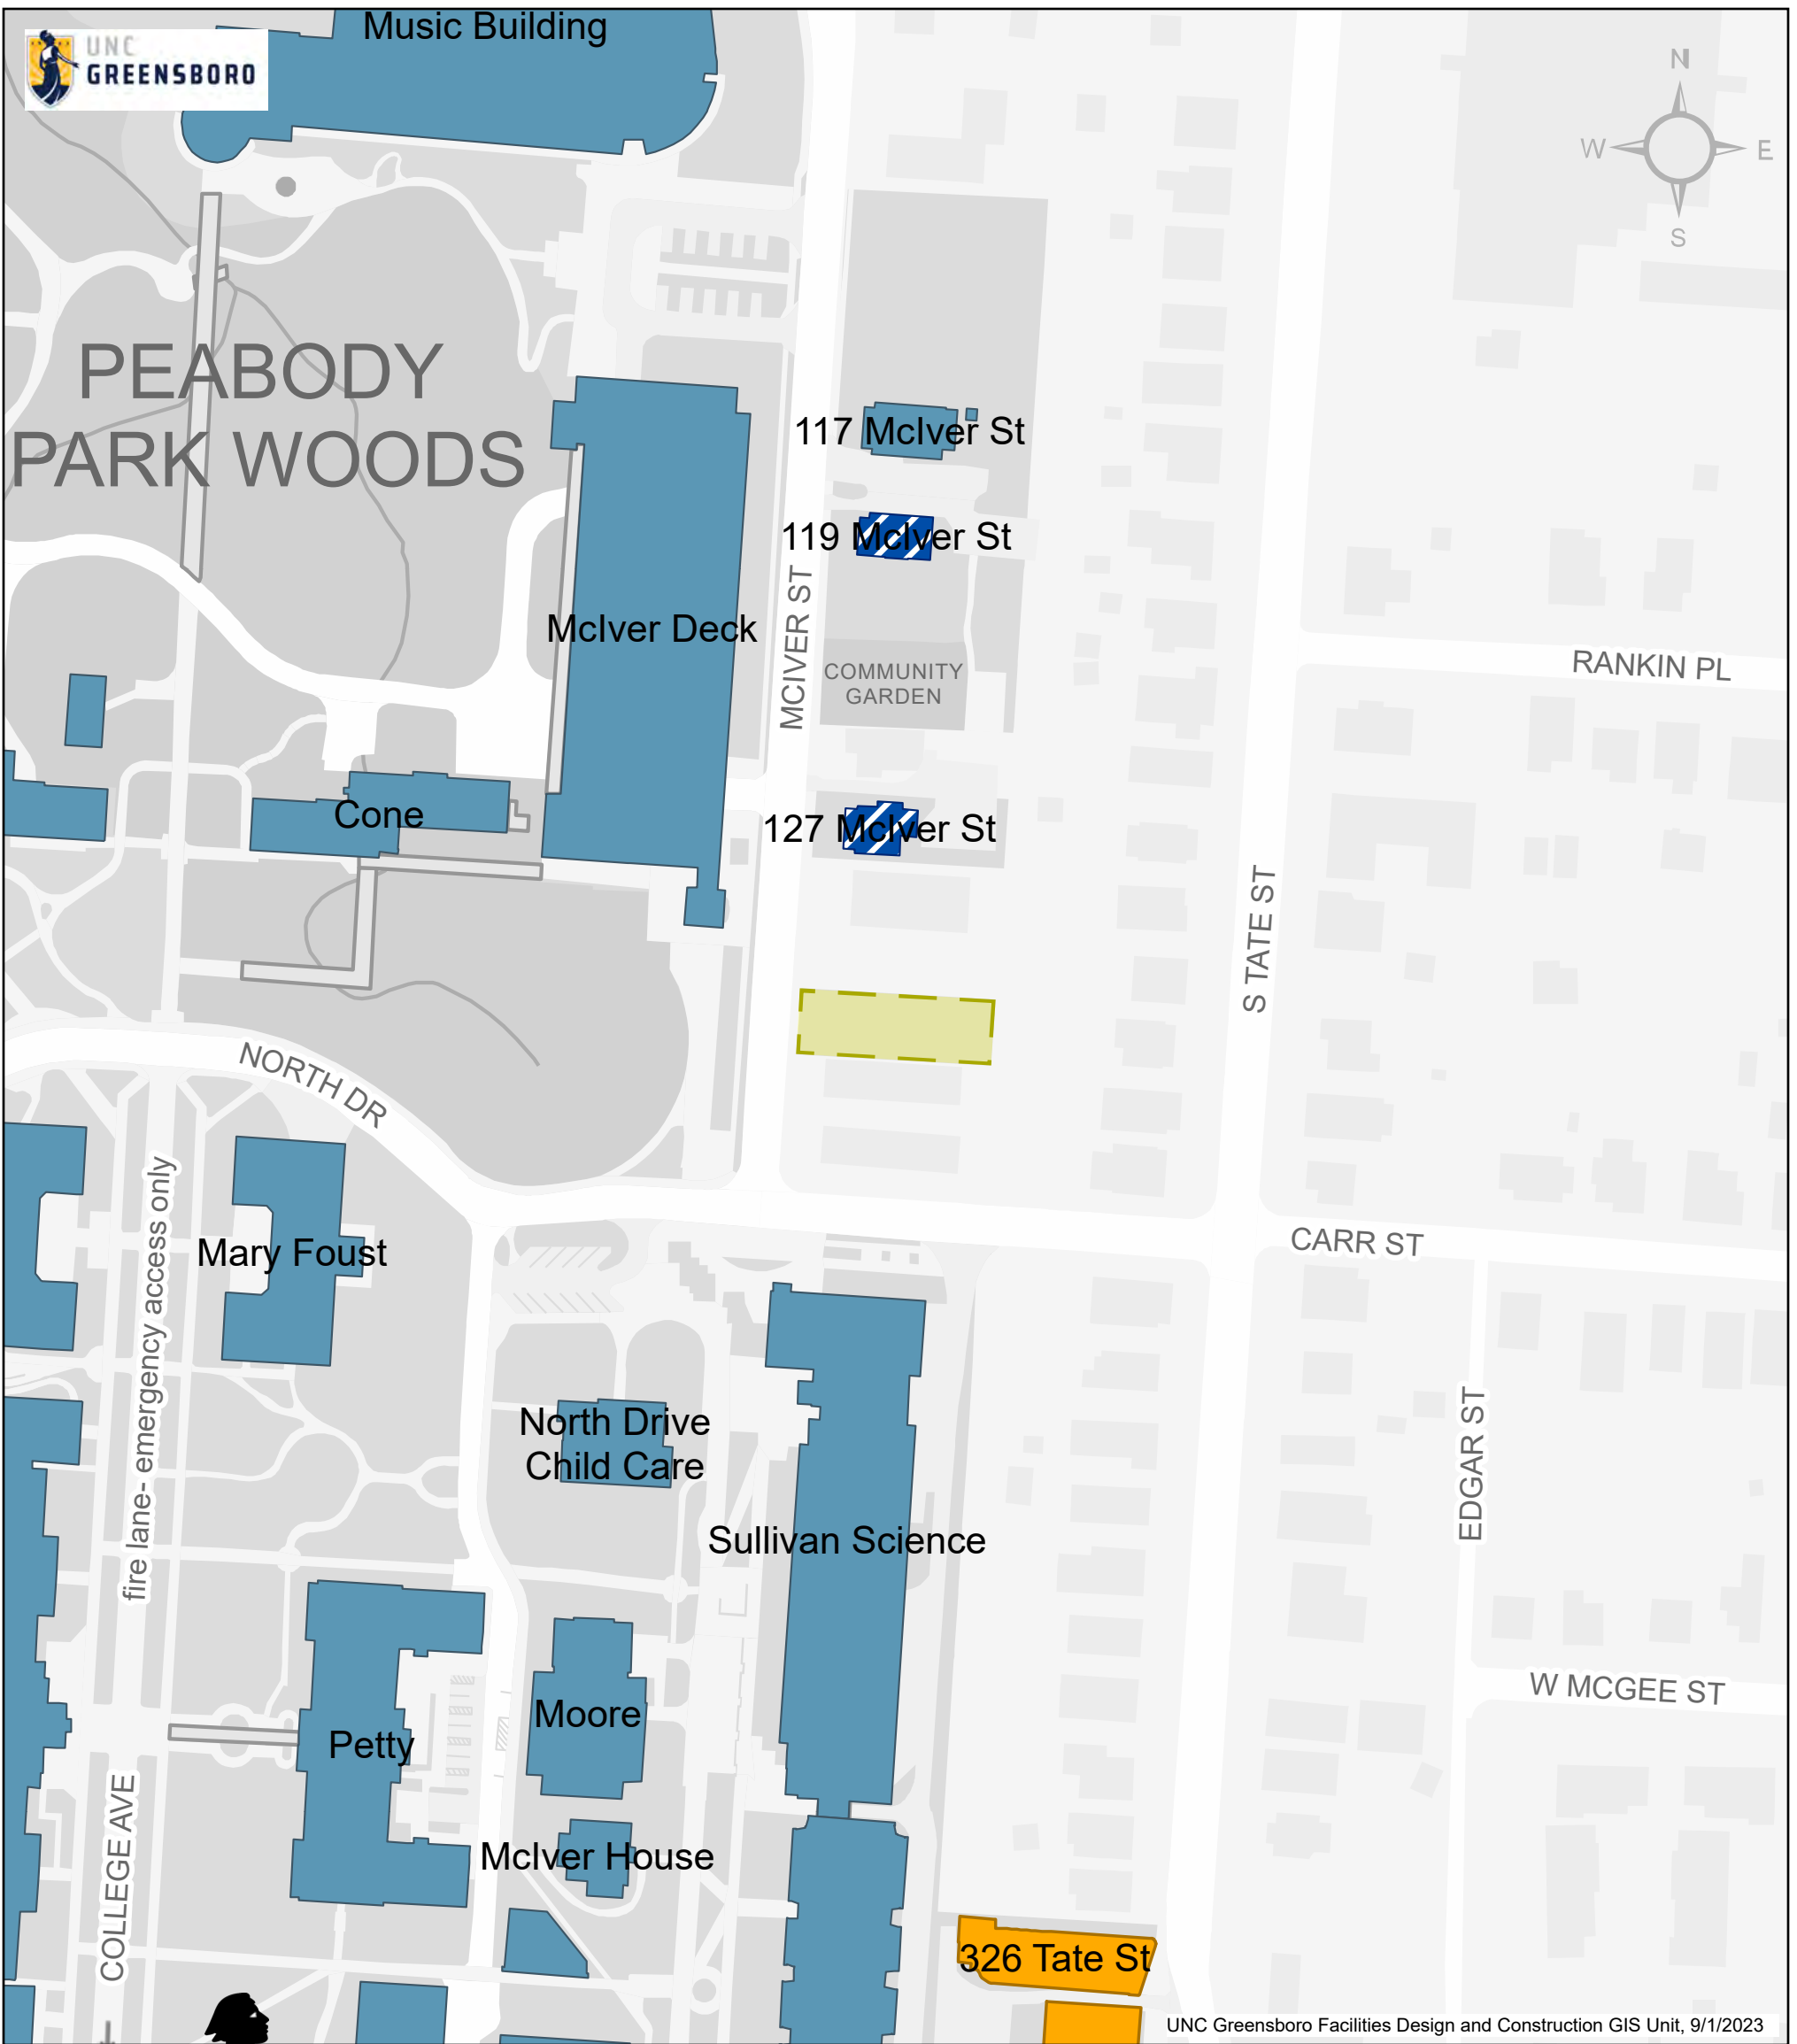 Music Building
UNC
GREENSBORO
N
W
E
S
PEABODY
PARK WOODS
117 McIver St
119 McIver St
McIver Deck
MCIVER ST
COMMUNITY
GARDEN
RANKIN PL
Cone
127 McIver St
S TATE ST
NORTH DR
Mary Foust
fire lane- emergency access only
CARR ST
North Drive
Child Care
EDGAR ST
Sullivan Science
W MCGEE ST
Moore
Petty
McIver House
COLLEGE AVE
326 Tate St
UNC Greensboro Facilities Design and Construction GIS Unit, 9/1/2023